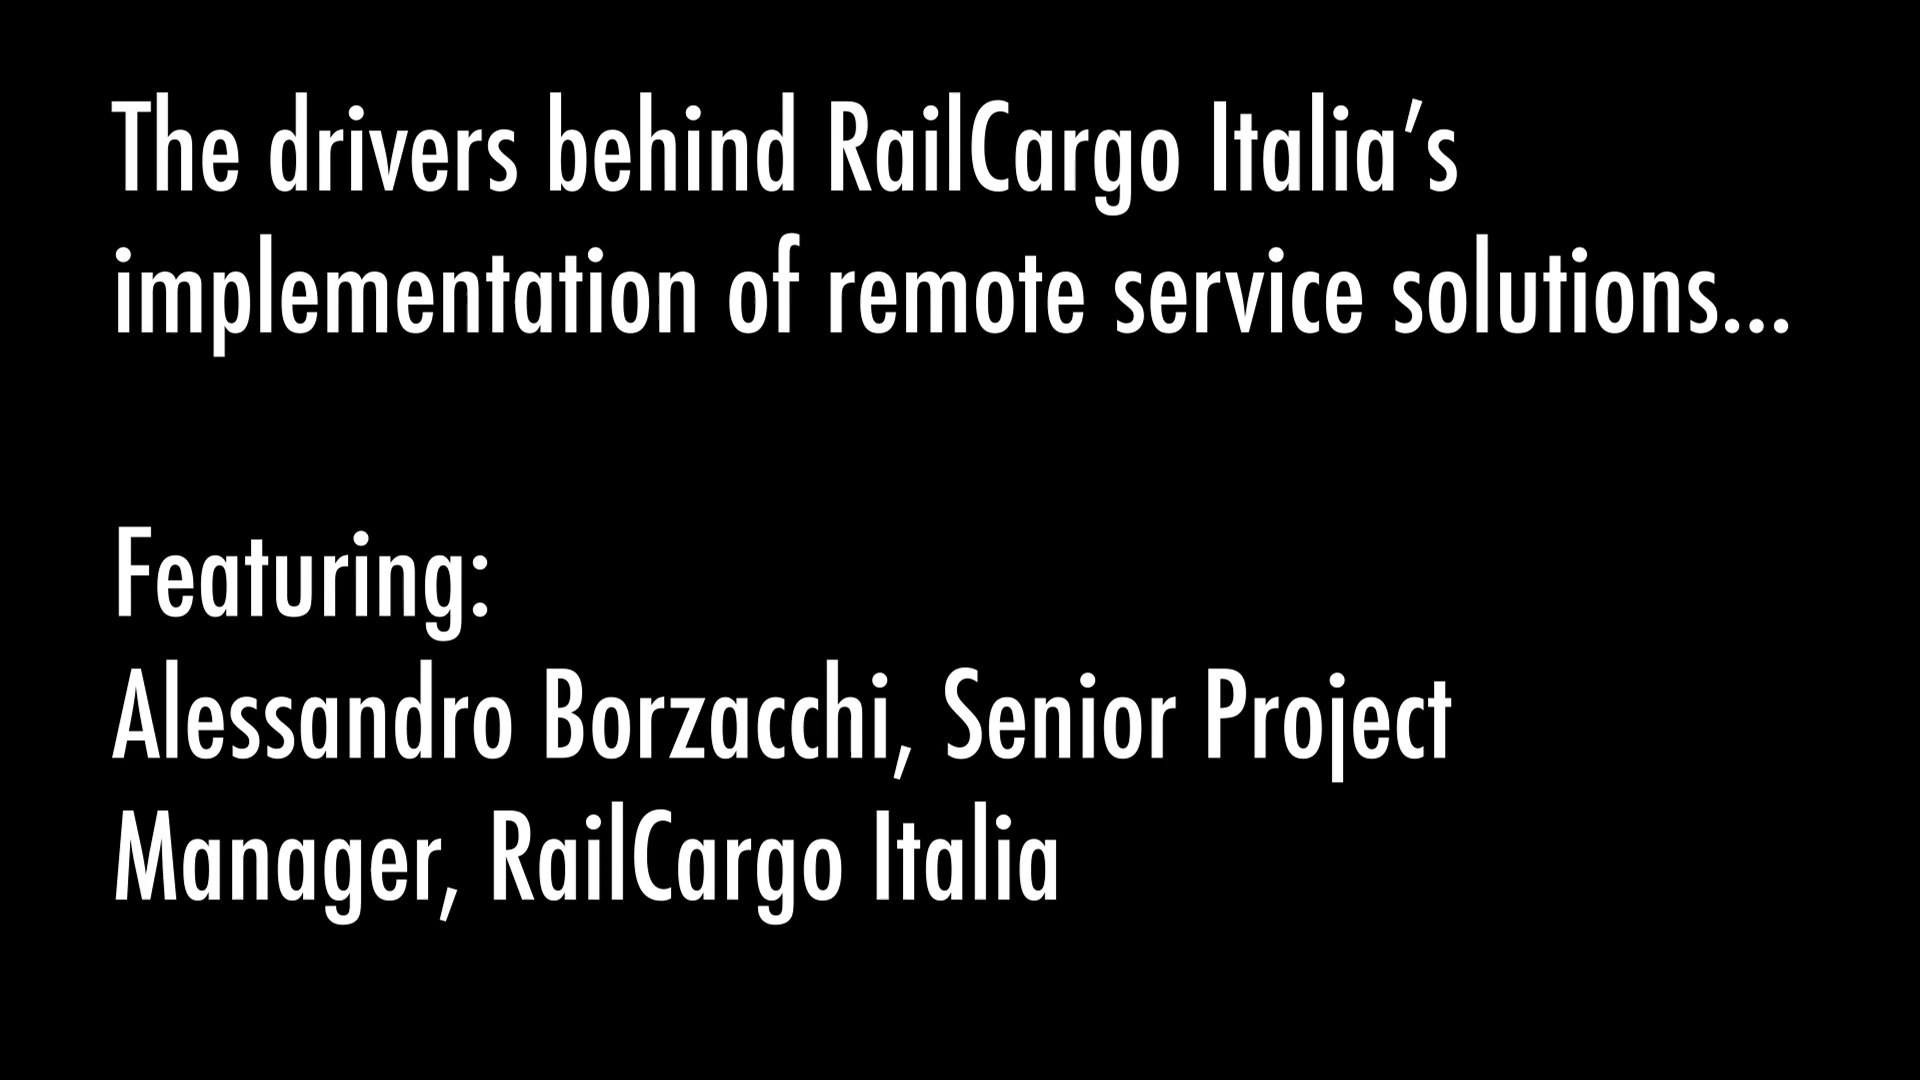 The drivers behind RailCargo Italia’s
implementation of remote service solutions...
Featuring:
Alessandro Borzacchi, Senior Project
Manager, RailCargo Italia